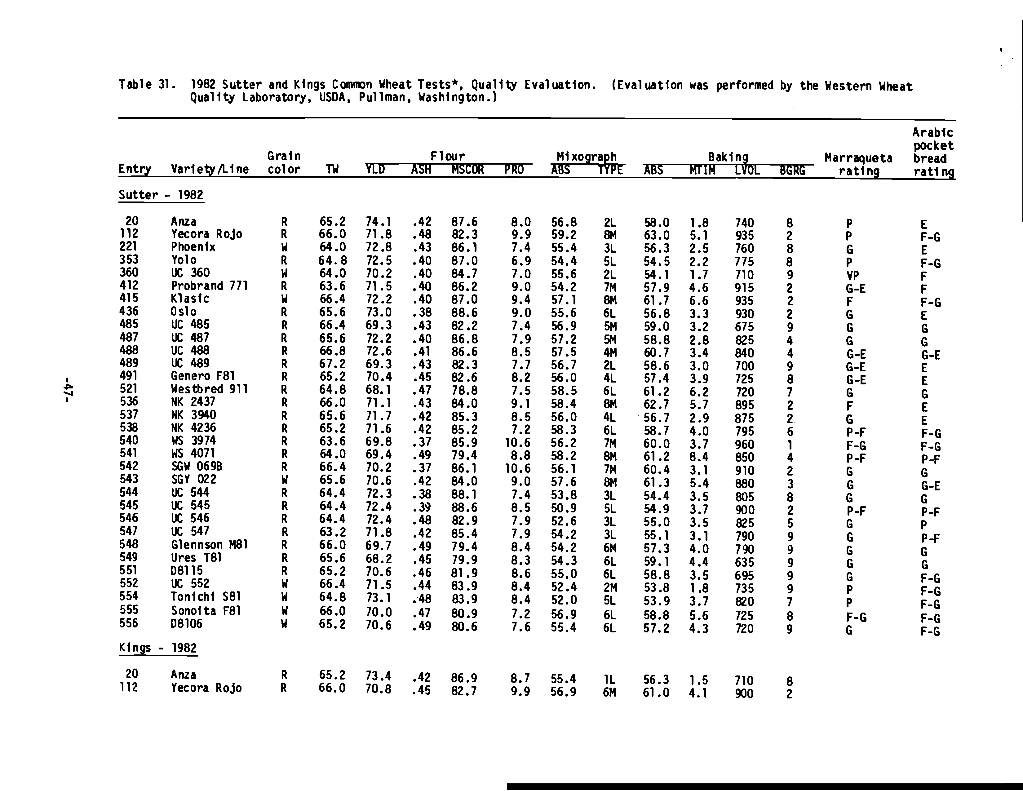 Table 31. 1982 Sutter and Kings Common Wheat Tests*, Quality Evaluation. (Evaluation was performed by the Western Wheat
Quality Laboratory, USDA, Pullman, Washington.)
Arabic
pocket
Grain Flour Mixograph Baking Marraqueta bread
Entry Variety/Line color TW YLD ASH MSCOR PRO ABS TYPE ABS MTIM LVOL BGRG rating rating
Sutter - 1982
20 Anza R 65.2 74.1 .42 87.6 8.0 56.8 2L 58.0 1.8 740 8 P E
112 Yecora Rojo R 66.0 71.8 .48 82.3 9.9 59.2 8M 63.0 5.1 935 2 P F-G
221 Phoenix W 64.0 72.8 .43 86.1 7.4 55.4 3L 56.3 2.5 760 8 G E
353 Yolo R 64.8 72.5 .40 87.0 6.9 54.4 5L 54.5 2.2 775 8 P F-G
360 UC 360 W 64.0 70.2 .40 84.7 7.0 55.6 2L 54.1 1.7 710 9 VP F
412 Probrand 771 R 63.6 71.5 .40 86.2 9.0 54.2 7M 57.9 4.6 915 2 G-E F
415 Klasic W 66.4 72.2 .40 87.0 9.4 57.1 8M 61.7 6.6 935 2 F F-G
436 Oslo R 65.6 73.0 .38 88.6 9.0 55.6 6L 56.8 3.3 930 2 G E
485 UC 485 R 66.4 69.3 .43 82.2 7.4 56.9 5M 59.0 3.2 675 9 G G
487 UC 487 R 65.6 72.2 .40 86.8 7.9 57.2 5M 58.8 2.8 825 4 G G
488 UC 488 R 66.8 72.6 .41 86.6 8.5 57.5 4M 60.7 3.4 840 4 G-E G-E
489 UC 489 R 67.2 69.3 .43 82.3 7.7 56.7 2L 58.6 3.0 700 9 G-E E
491 Genero F81 R 65.2 70.4 .45 82.6 8.2 56.0 4L 57.4 3.9 725 8 G-E E
521 Westbred 911 R 64.8 68.1 .47 78.8 7.5 58.5 6L 61.2 6.2 720 7 G E
536 NK 2437 R 66.0 71.1 .43 84.0 9.1 58.4 8M 62.7 5.7 895 2 F E
537 NK 3940 R 65.6 71.7 .42 85.3 8.5 56.0 4L 56.7 2.9 875 2 G E
538 NK 4236 R 65.2 71.6 .42 85.2 7.2 58.3 6L 58.7 4.0 795 6 P-F F-G
540 WS 3974 R 63.6 69.8 .37 85.9 10.6 56.2 7M 60.0 3.7 960 1 F-G F-G
541 WS 4071 R 64.0 69.4 .49 79.4 8.8 58.2 8M 61.2 8.4 850 4 P-F P-F
542 SGW 069B R 66.4 70.2 .37 86.1 10.6 56.1 7M 60.4 3.1 910 2 G G
543 SGY 022 W 65.6 70.6 .42 84.0 9.0 57.6 8M 61.3 5.4 880 3 G G-E
544 UC 544 R 64.4 72.3 .38 88.1 7.4 53.8 3L 54.4 3.5 805 8 G G
545 UC 545 R 64.4 72.4 .39 88.6 8.5 50.9 5L 54.9 3.7 900 2 P-F P-F
546 UC 546 R 64.4 72.4 .48 82.9 7.9 52.6 3L 55.0 3.5 825 5 G P
547 UC 547 R 63.2 71.8 .42 85.4 7.9 54.2 3L 55.1 3.1 790 9 G P-F
548 Glennson M81 R 66.0 69.7 .49 79.4 8.4 54.2 6M 57.3 4.0 790 9 G G
549 Ures T81 R 65.6 68.2 .45 79.9 8.3 54.3 6L 59.1 4.4 635 9 G G
551 D8115 R 65.2 70.6 .46 81.9 8.6 55.0 6L 58.8 3.5 695 9 G F-G
552 UC 552 W 66.4 71.5 .44 83.9 8.4 52.4 2M 53.8 1.8 735 9 P F-G
554 Tonichi S81 W 64.8 73.1 .48 83.9 8.4 52.0 5L 53.9 3.7 820 7 P F-G
555 Sonoita F81 W 66.0 70.0 .47 80.9 7.2 56.9 6L 58.8 5.6 725 8 F-G F-G
556 D8106 W 65.2 70.6 .49 80.6 7.6 55.4 6L 57.2 4.3 720 9 G F-G
Kings - 1982
20 Anza R 65.2 73.4 .42 86.9 8.7 55.4 1L 56.3 1.5 710 8
112 Yecora Rojo R 66.0 70.8 .45 82.7 9.9 56.9 6M 61.0 4.1 900 2
-47-